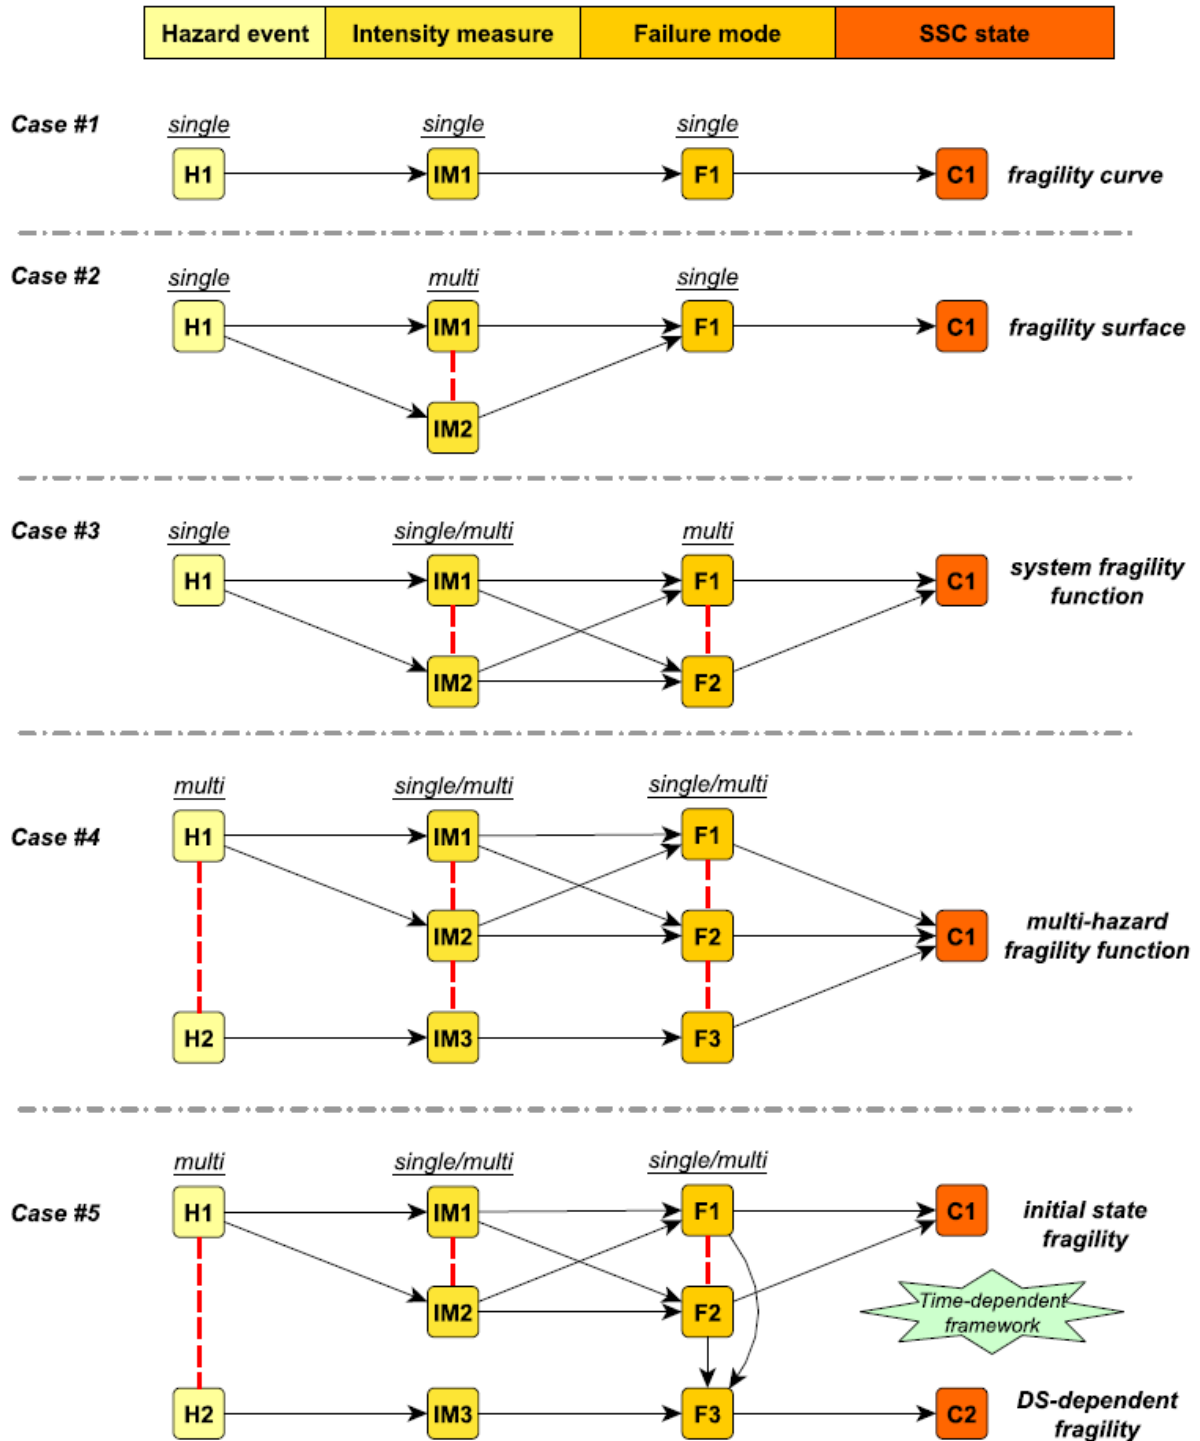 Hazard event Intensity measure Failure mode SSC state
Case #1 single single single
H1 IM1 F1 C1 fragility curve
Case #2 single multi single
H1 IM1 F1 C1 fragility surface
IM2
Case #3 single single/multi multi
H1 IM1 F1 C1 system fragility
function
IM2 F2
multi single/multi single/multi
Case #4 H1 IM1 F1
IM2 F2 C1 multi-hazard
fragility function
H2 IM3 F3
multi single/multi single/multi
Case #5 H1 IM1 F1 C1 initial state
fragility
IM2 F2 Time-dependent
framework
H2 IM3 F3 C2 DS-dependent
fragility